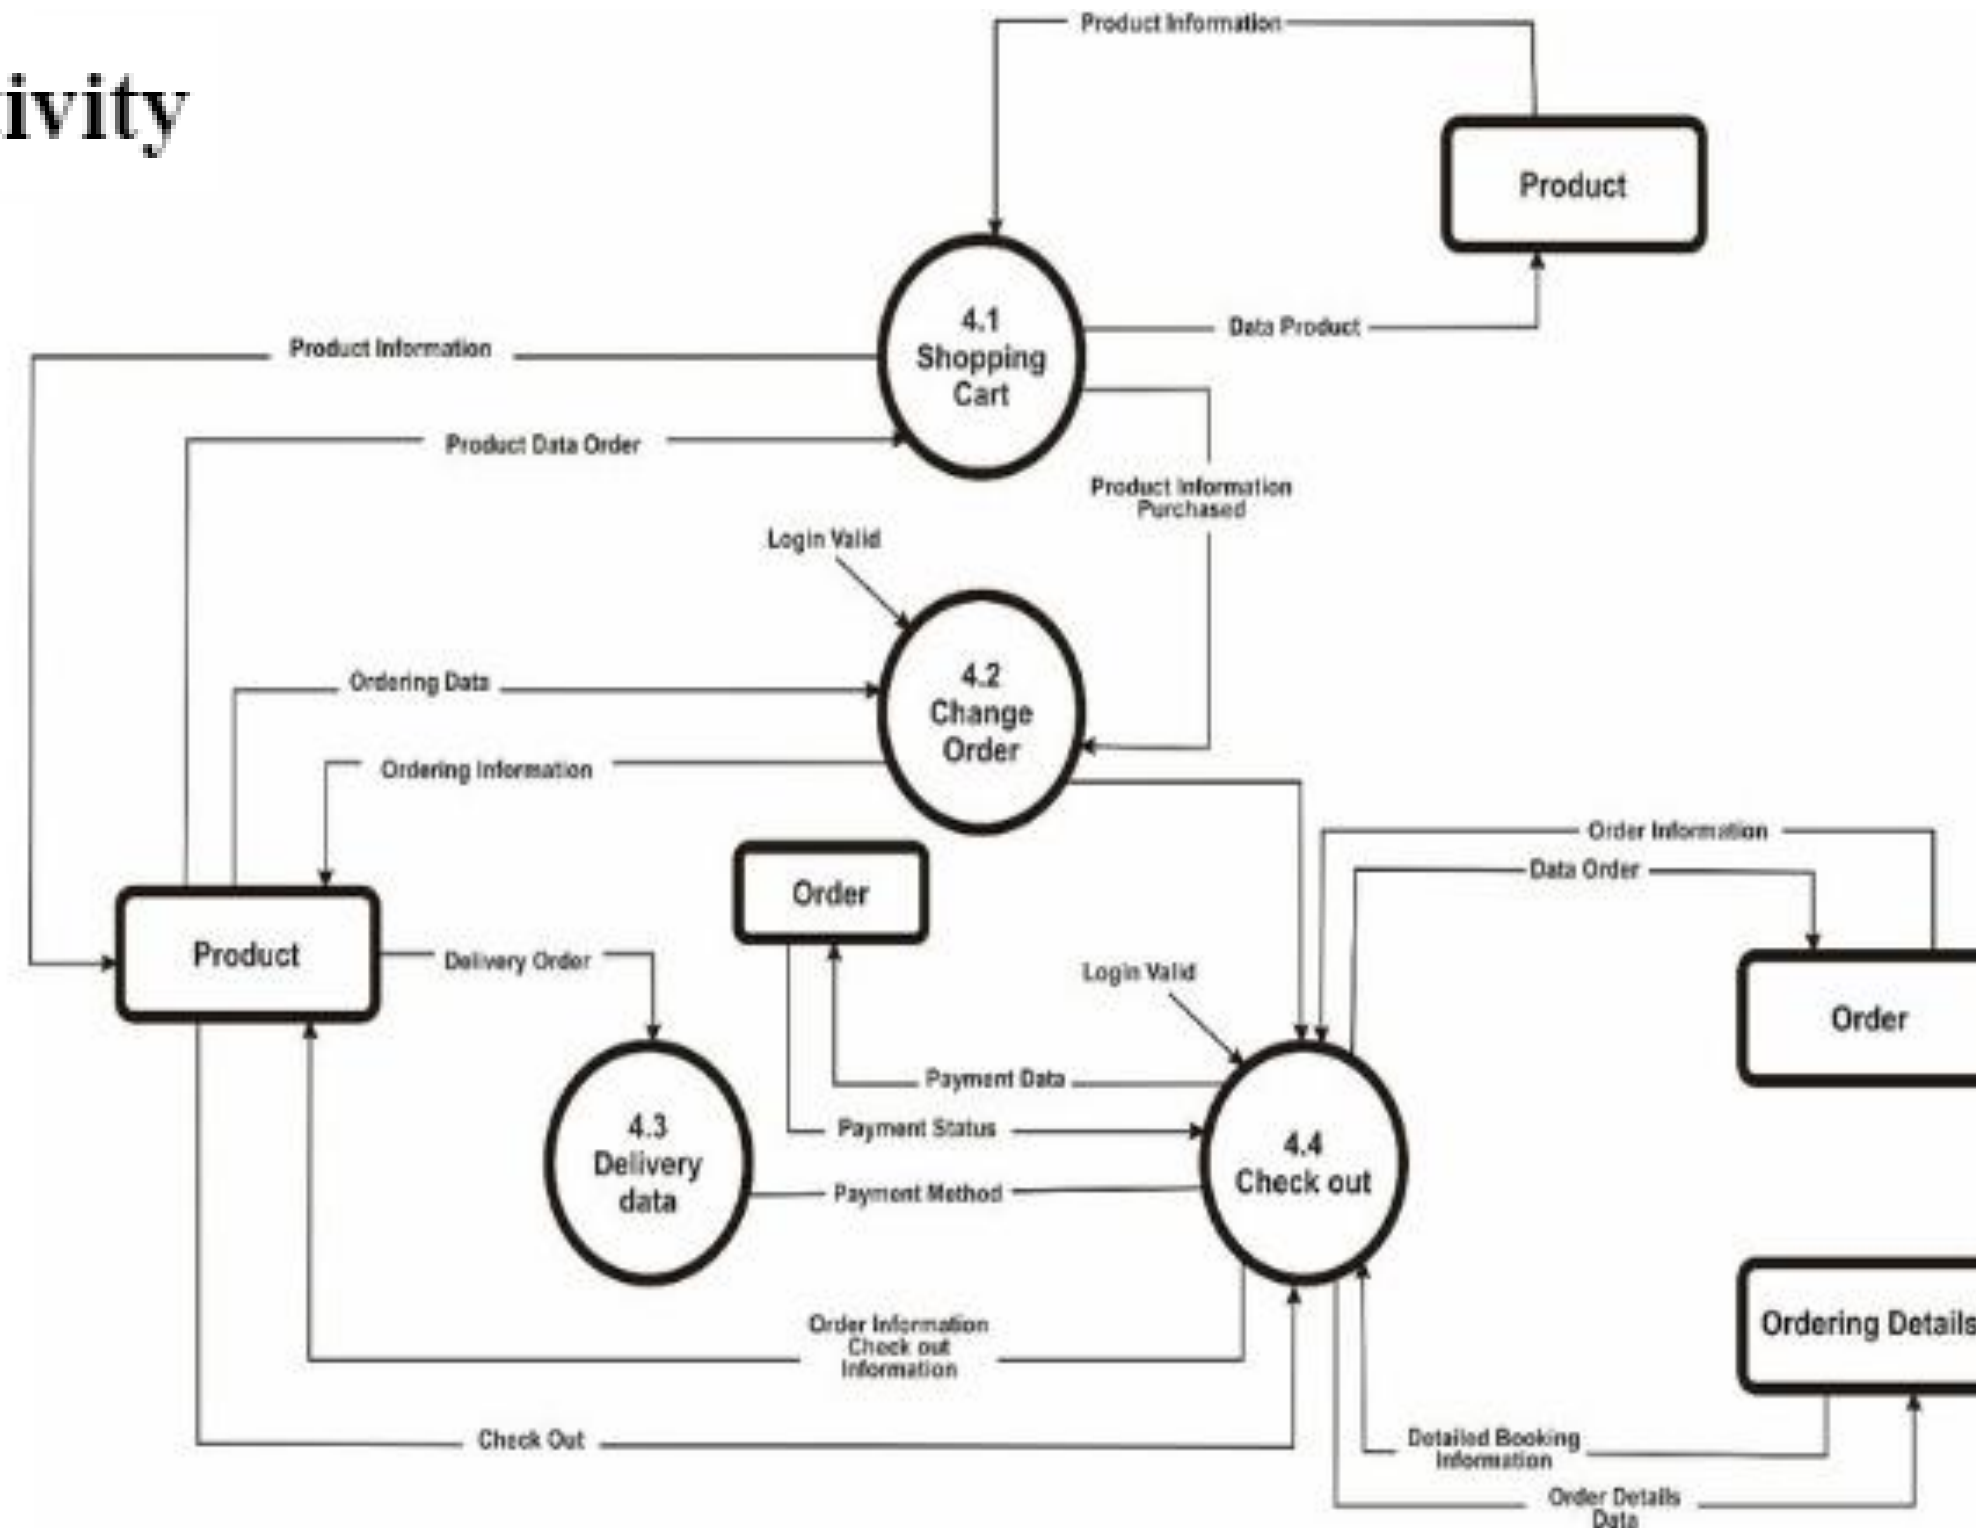 ivity
Product Information
Product
4.1
Shopping
Cart
Data Product
Product Information
Product Data Order
Product Information
Purchased
Login Valid
4.2
Change
Order
Ordering Data
Ordering Information
Order
Order Information
Data Order
Product
Delivery Order
Login Valid
Order
Payment Data
4.3
Delivery
data
Payment Status
4.4
Check out
Payment Method
Order Information
Check out
Information
Ordering Details
Check Out
Detailed Booking
Information
Order Details
Data